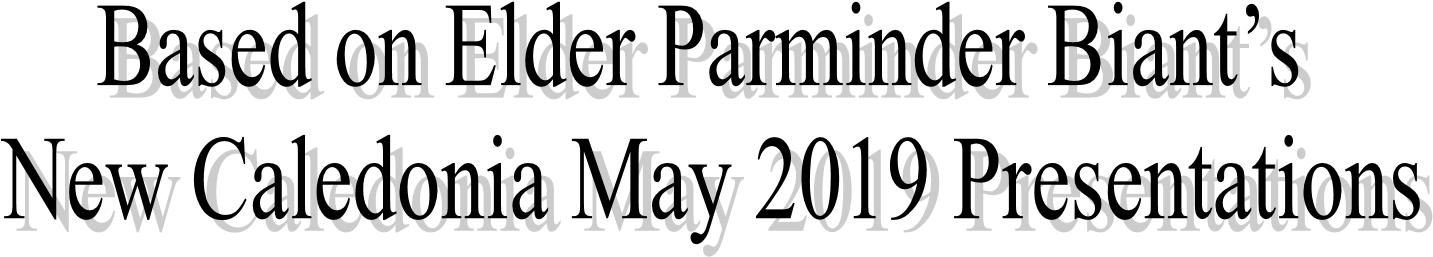 Based on Elder Parminder Biant’s
New Caledonia May 2019 Presentations